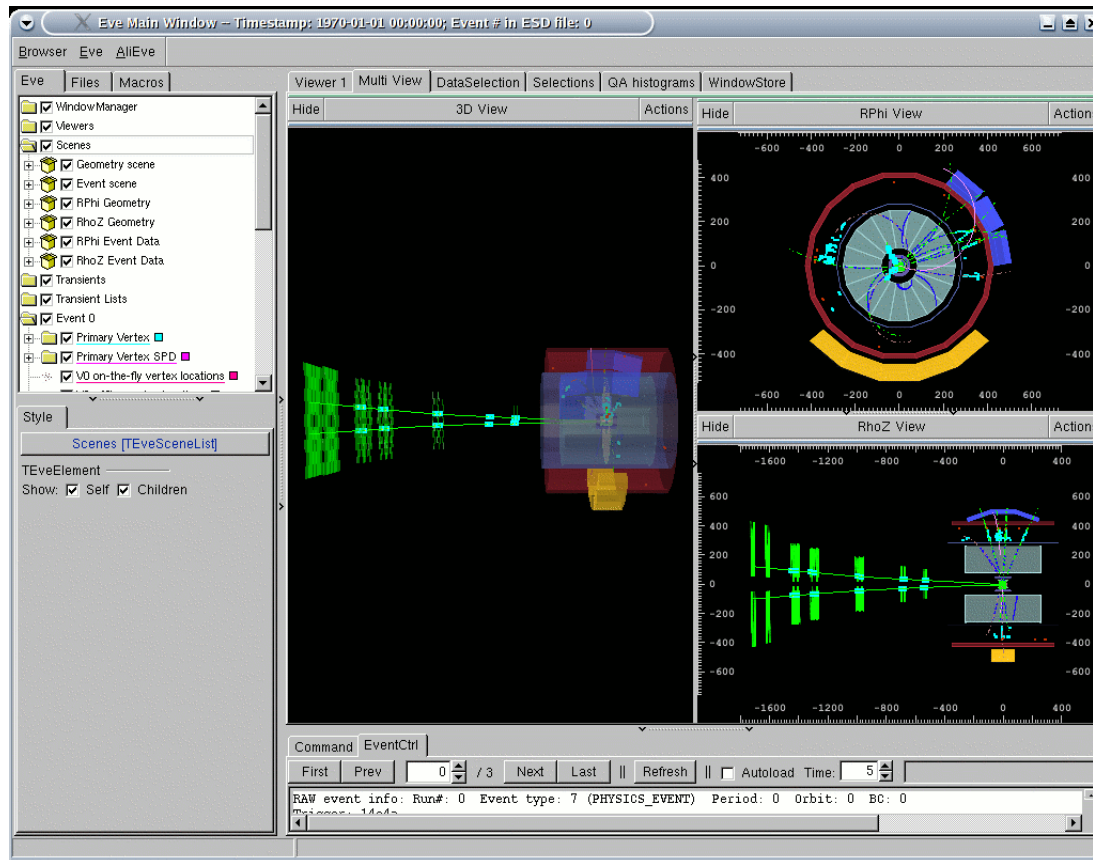 Eve Main Window -- Timestamp: 1970-01-01 00:00:00; Event # in ESD file: 0
Browser Eve AliEve
Eve Files Macros
WindowManager
Viewers
Scenes
Geometry scene
Event scene
RPhi Geometry
RhoZ Geometry
RPhi Event Data
RhoZ Event Data
Transients
Transient Lists
Event 0
Primary Vertex
Primary Vertex SPD
V0 on-the-fly vertex locations
Style
Scenes [TEveSceneList]
TEveElement
Show: Self Children
Viewer 1 Multi View DataSelection Selections QA histograms WindowStore
Hide 3D View Actions
Hide RPhi View Action
-600 -400 -200 0 200 400 600
400 400
200 200
0 0
-200 -200
-400 -400
-600 -400 -200 0 200 400 600
Hide RhoZ View Action
-1600 -1200 -800 -400 0 400
600 600
400 400
200 200
0 0
-200 -200
-400 -400
-600 -600
-1600 -1200 -800 -400 0 400
Command EventCtrl
First Prev 0 / 3 Next Last || Refresh || Autoload Time: 5
RAW event info: Run#: 0 Event type: 7 (PHYSICS_EVENT) Period: 0 Orbit: 0 BC: 0
Trigger: 14e4a